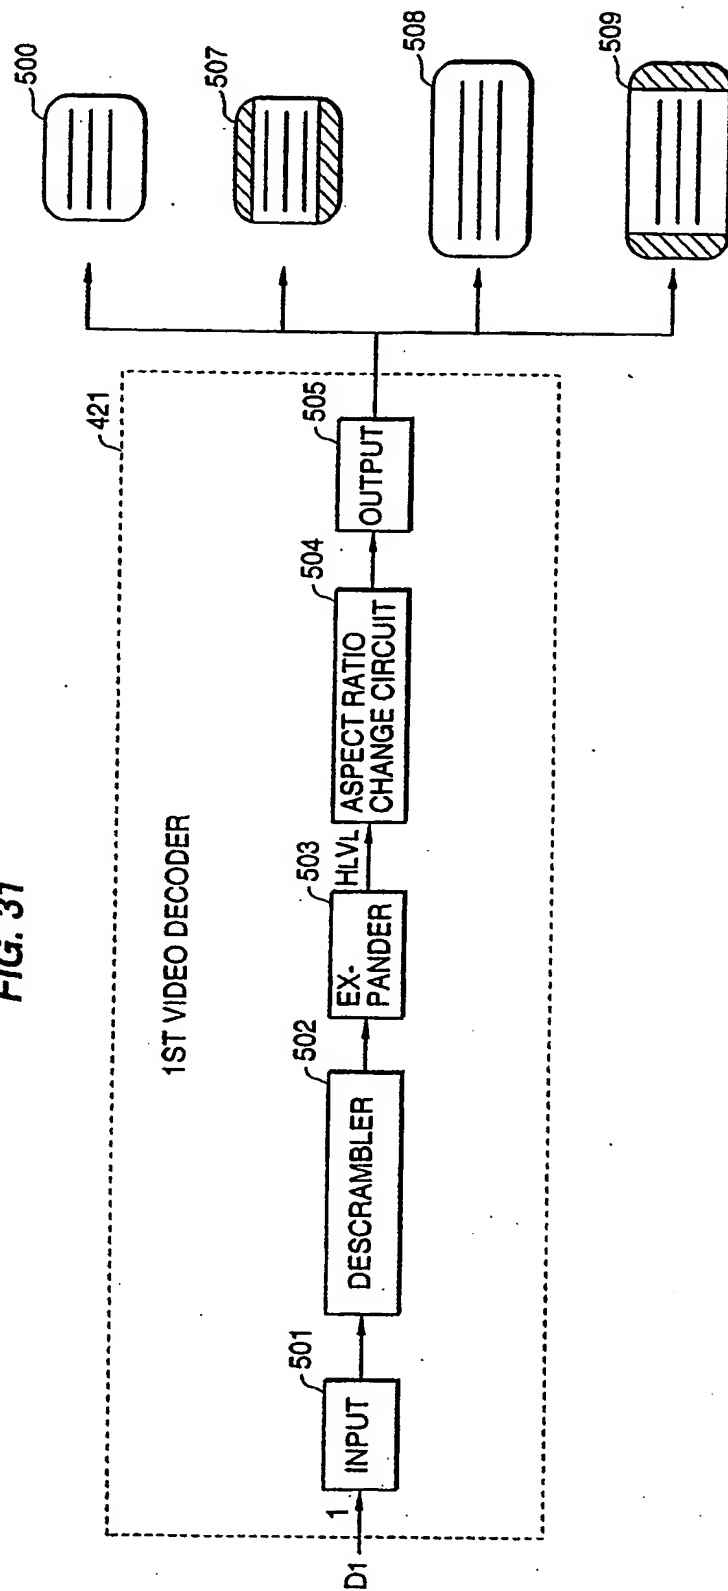 FIG. 31
1ST VIDEO DECODER
421
D1
1
501
INPUT
502
DESCRAMBLER
503
EX-
PANDER
HLVL
504
ASPECT RATIO
CHANGE CIRCUIT
505
OUTPUT
500
507
508
509